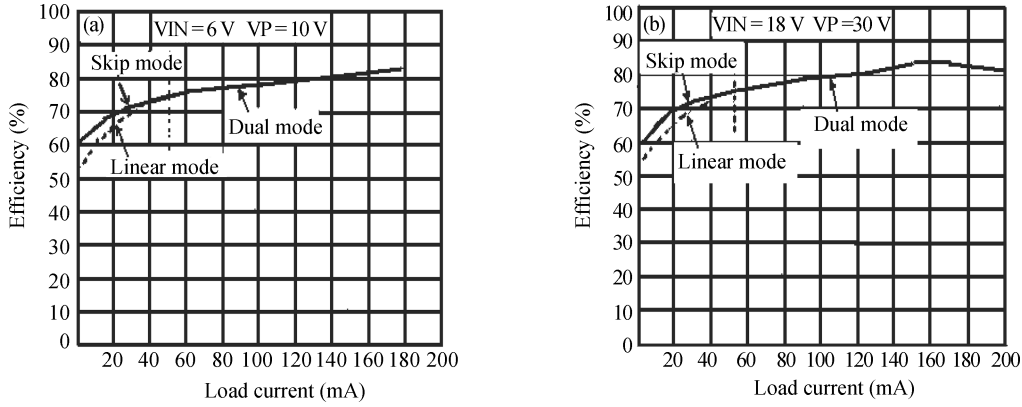 (a) VIN = 6 V VP = 10 V
Skip mode
Dual mode
Linear mode
Efficiency (%)
100
90
80
70
60
50
40
30
20
10
0
20 40 60 80 100 120 140 160 180 200
Load current (mA)
(b) VIN = 18 V VP = 30 V
Skip mode
Dual mode
Linear mode
Efficiency (%)
100
90
80
70
60
50
40
30
20
10
0
20 40 60 80 100 120 140 160 180 200
Load current (mA)